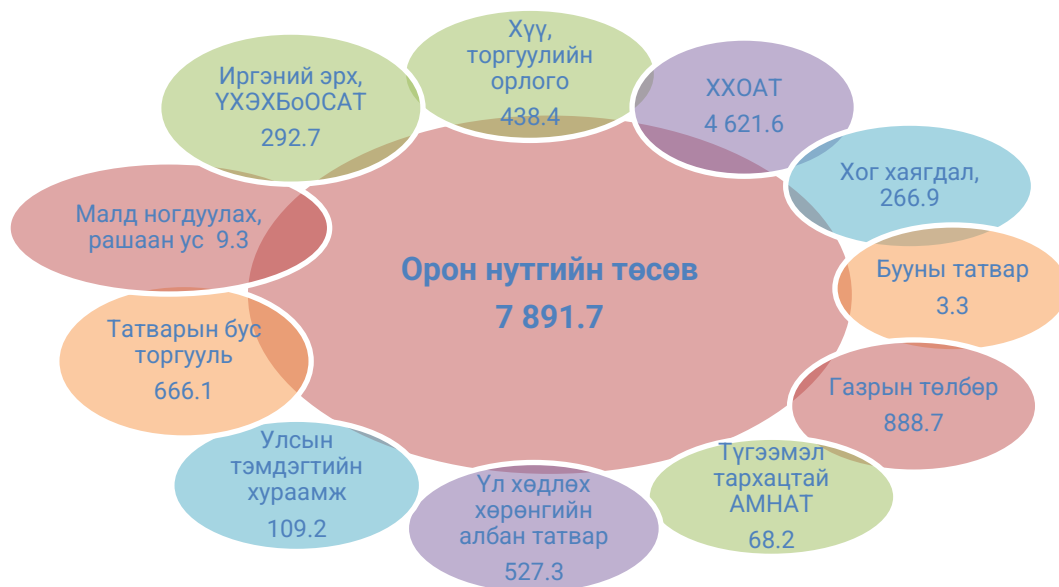 Хүү,
торгуулийн
орлого
438.4
ХХОАТ
4 621.6
Хог хаягдал,
266.9
Бууны татвар
3.3
Газрын төлбөр
888.7
Түгээмэл
тархацтай
АМНАТ
68.2
Үл хөдлөх
хөрөнгийн
албан татвар
527.3
Улсын
тэмдэгтийн
хураамж
109.2
Татварын бус
торгууль
666.1
Малд ногдуулах,
рашаан ус 9.3
Иргэний эрх,
ҮХЭХБоОСАТ
292.7
Орон нутгийн төсөв
7 891.7